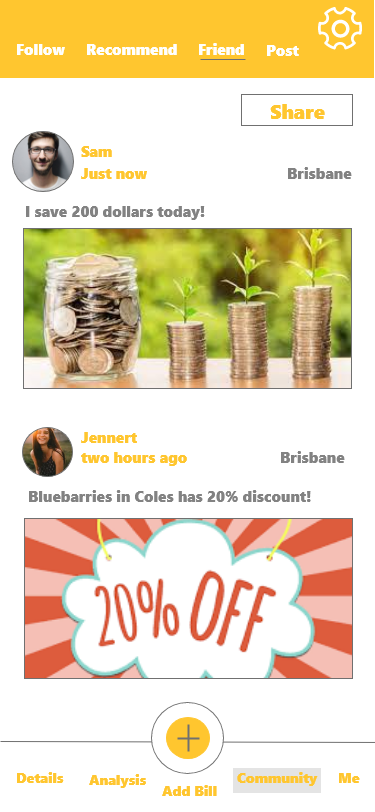 Follow Recommend Friend Post
Share
Sam
Just now Brisbane
I save 200 dollars today!
Jennert
two hours ago Brisbane
Bluebarries in Coles has 20% discount!
20% OFF
Details Analysis Add Bill Community Me